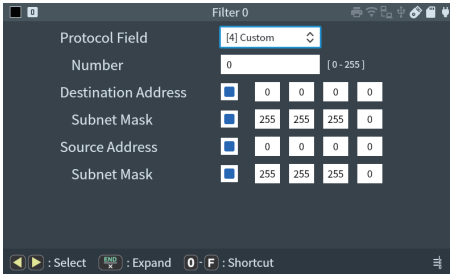 0 Filter 0
Protocol Field [4] Custom
Number 0 [ 0 - 255 ]
Destination Address 0 0 0 0
Subnet Mask 255 255 255 0
Source Address 0 0 0 0
Subnet Mask 255 255 255 0
: Select END × : Expand 0 - F : Shortcut